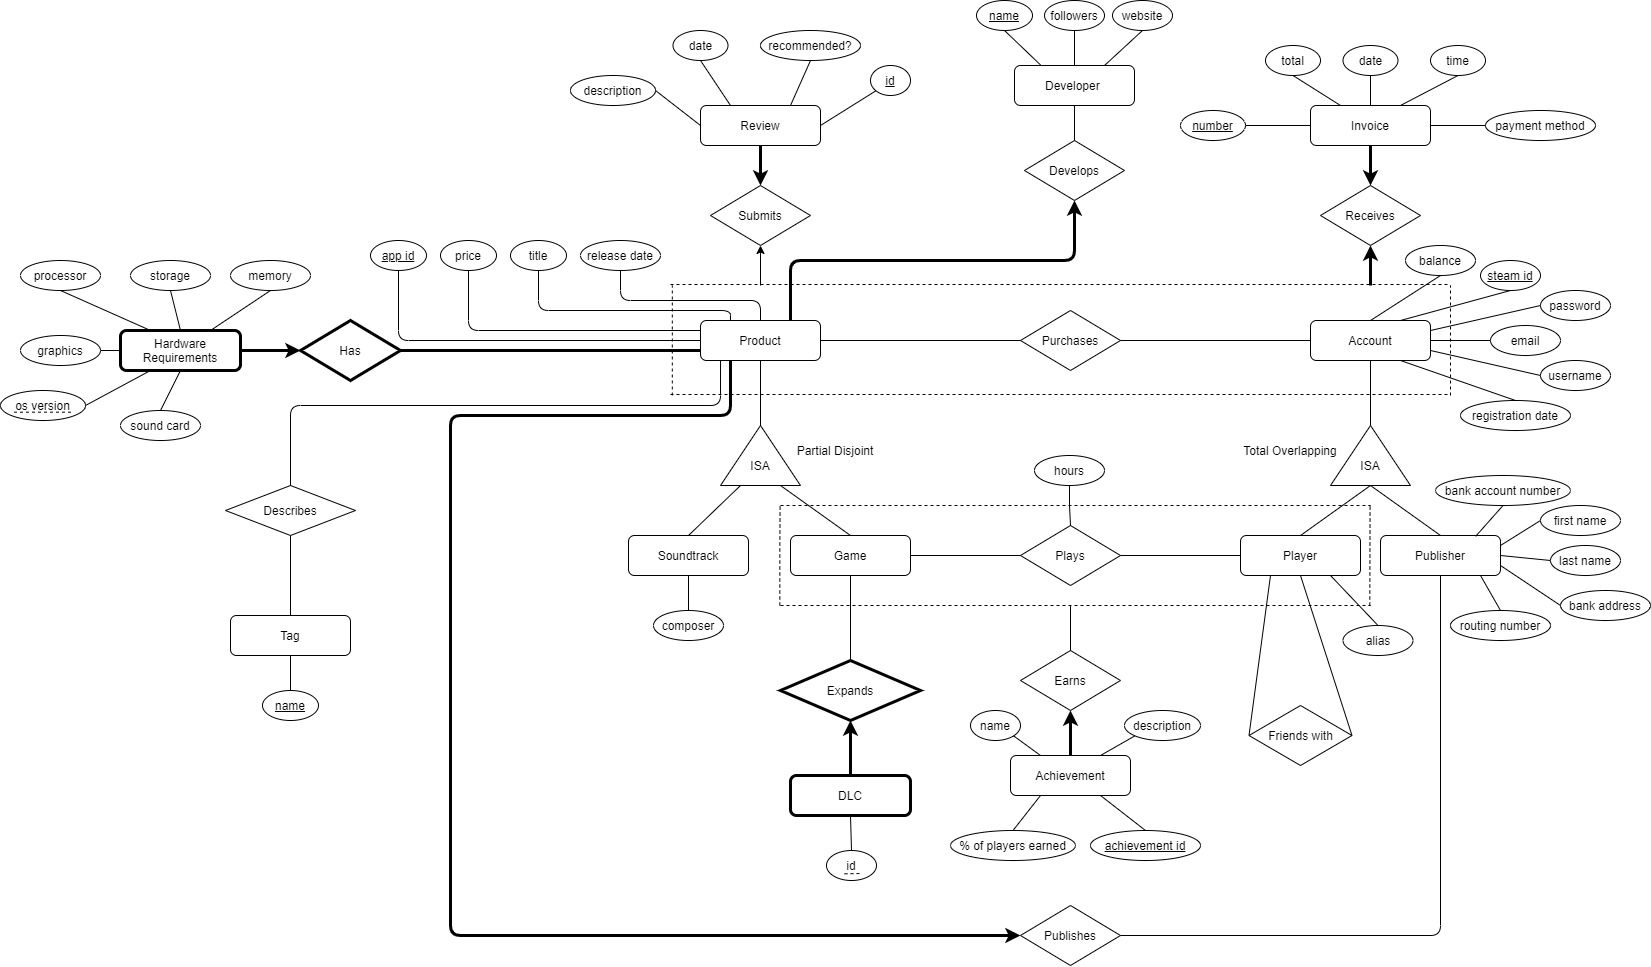 name
followers
website
date
recommended?
total
date
time
description
id
Developer
Review
number
Invoice
payment method
Develops
Submits
Receives
app id
price
title
release date
balance
processor
storage
memory
steam id
password
graphics
Hardware
Requirements
Has
Product
Purchases
Account
email
username
os version
sound card
registration date
Partial Disjoint
Total Overlapping
ISA
ISA
hours
bank account number
Describes
first name
Soundtrack
Game
Plays
Player
Publisher
last name
bank address
composer
routing number
Tag
alias
Expands
Earns
name
name
description
Friends with
Achievement
DLC
% of players earned
achievement id
id
Publishes